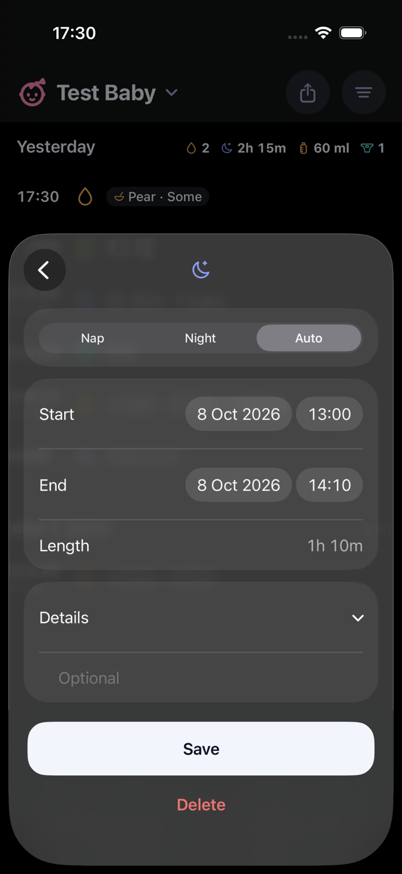 17:30
Test Baby
Yesterday 2 2h 15m 60 ml 1
17:30 Pear · Some
Nap Night Auto
Start 8 Oct 2026 13:00
End 8 Oct 2026 14:10
Length 1h 10m
Details
Optional
Save
Delete